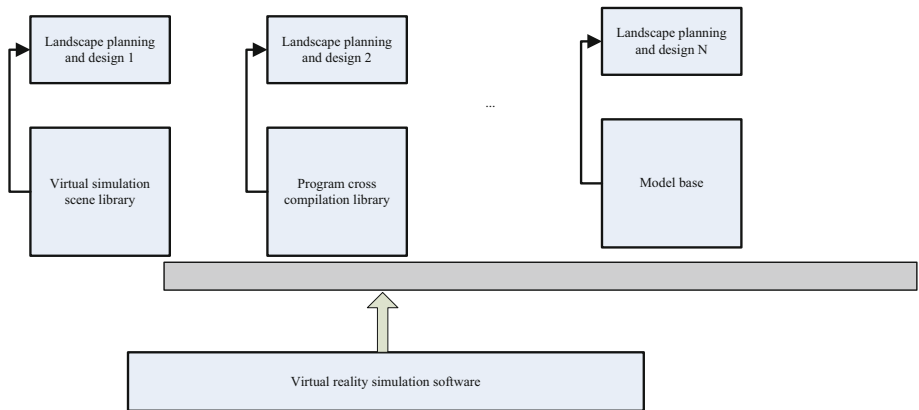 Landscape planning
and design 1
Landscape planning
and design 2
Landscape planning
and design N
...
Virtual simulation
scene library
Program cross
compilation library
Model base
Virtual reality simulation software